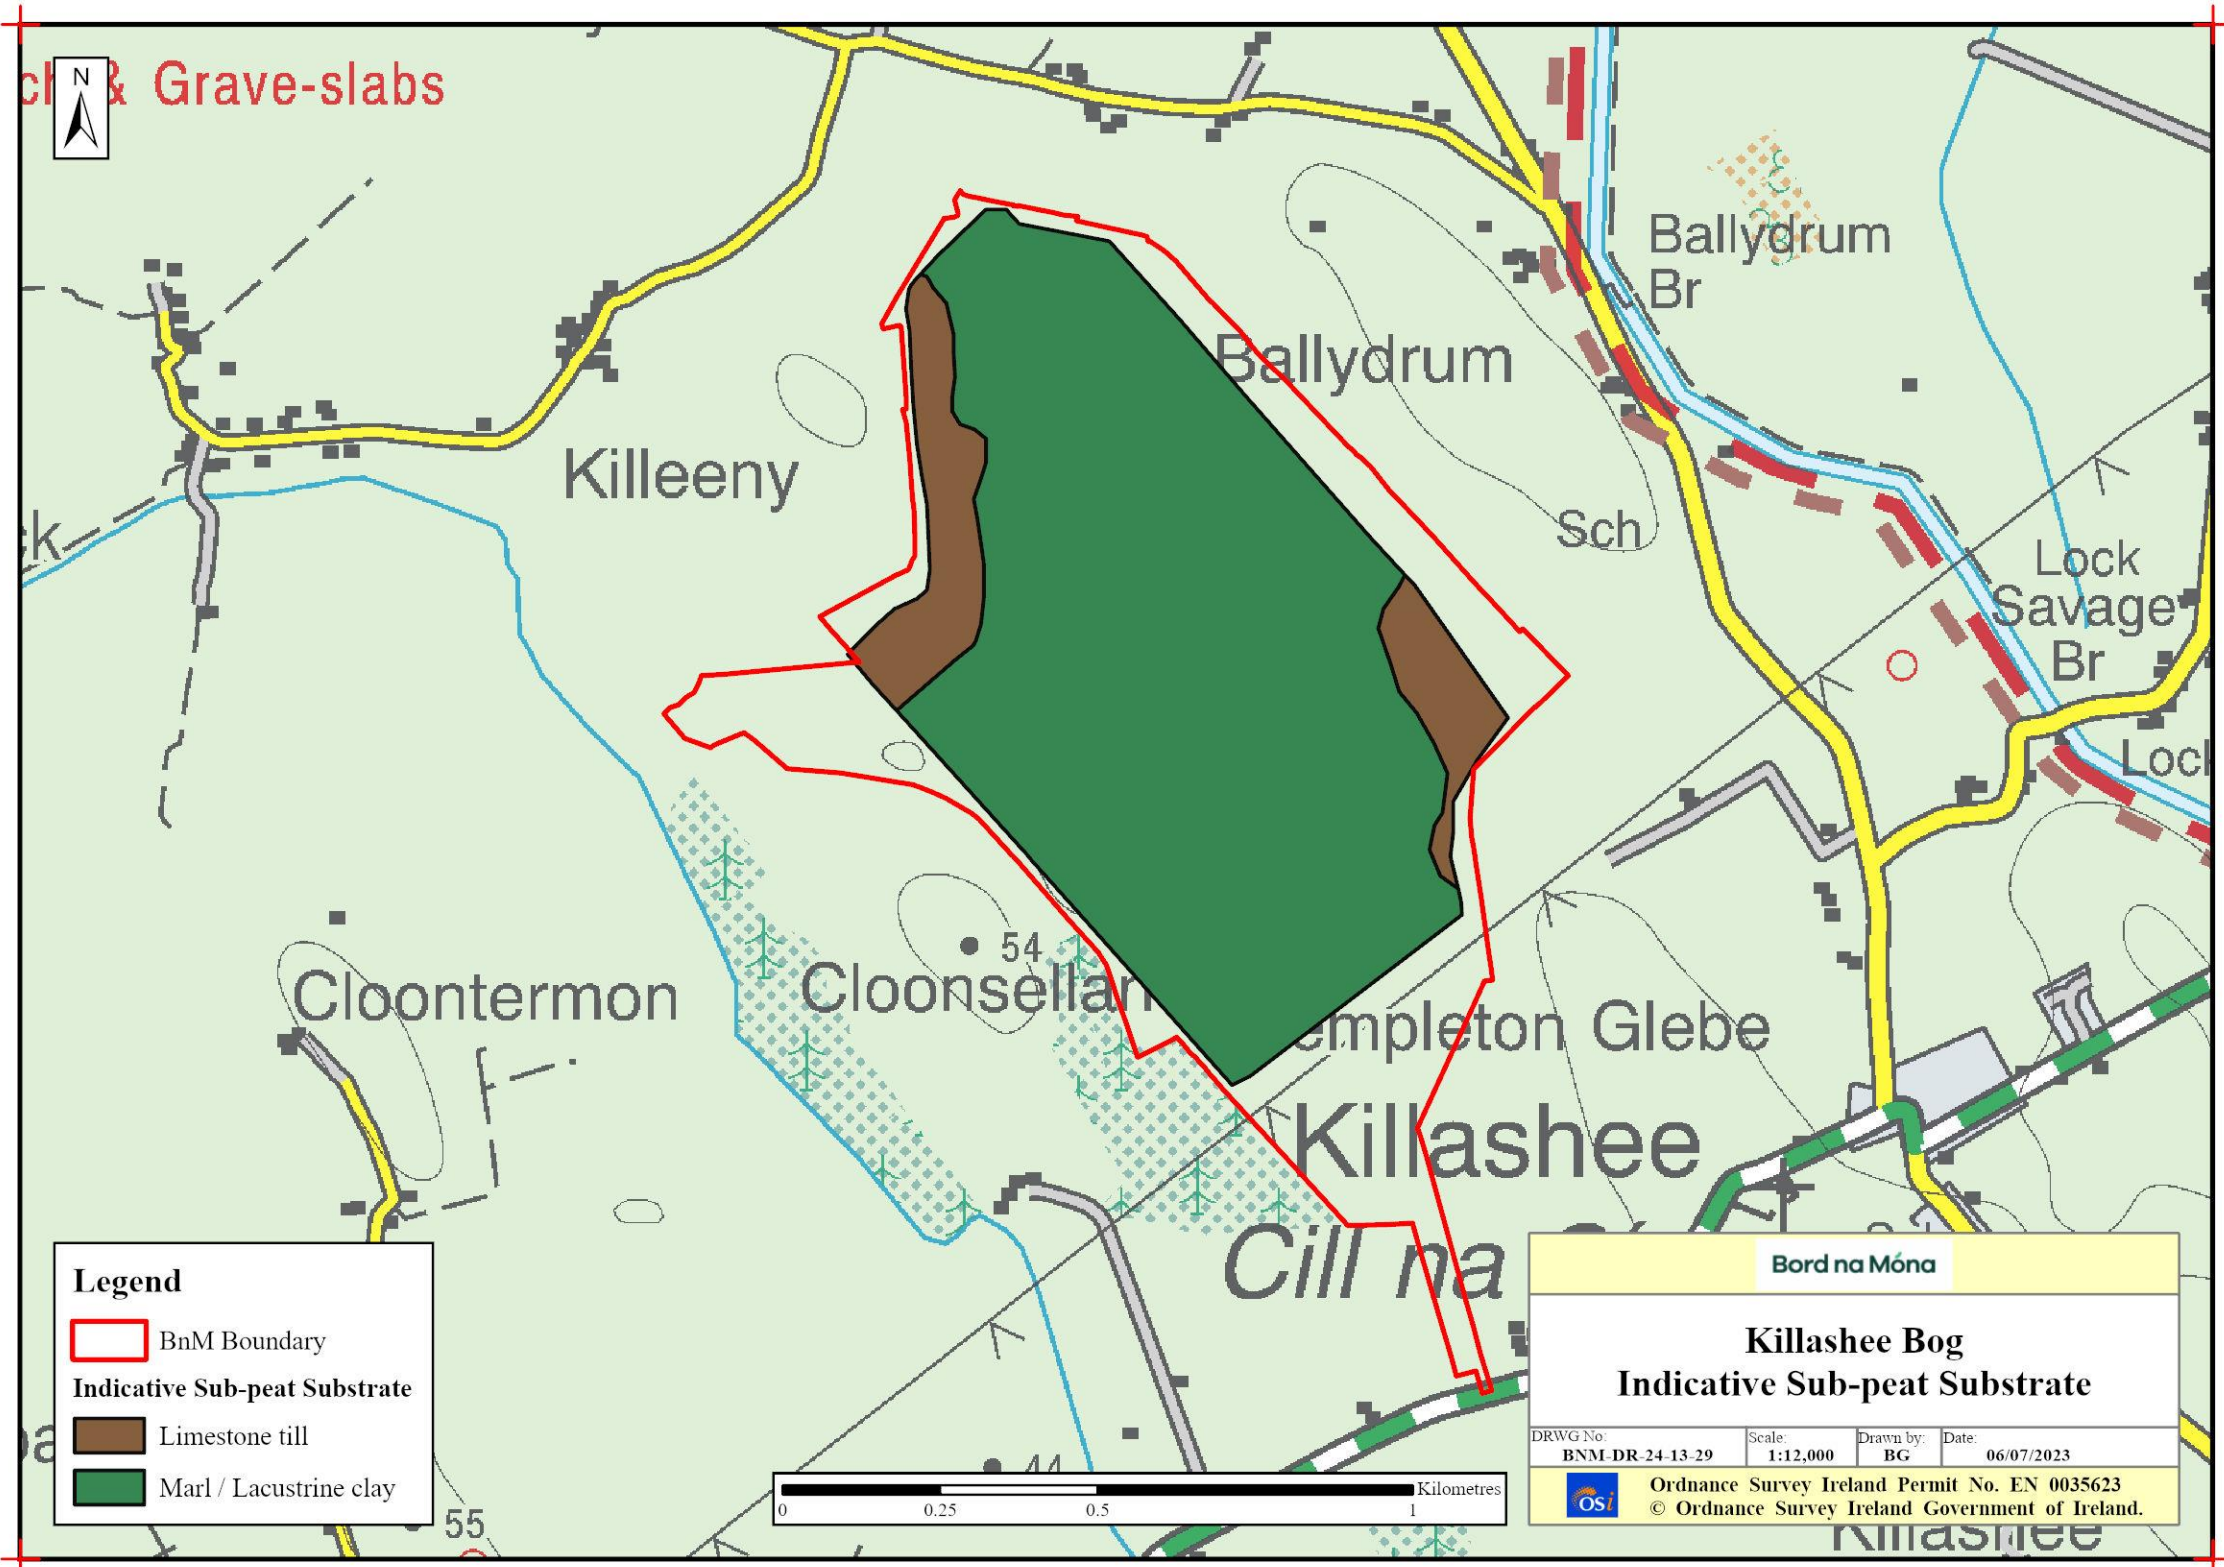 N
& Grave-slabs
Ballydrum
Br
Ballydrum
Killeeny
Sch
Lock
Savage
Br
Lock
54
Cloonsellan
Cloontermon
empleton Glebe
Killashee
Cill na
44
55
Killashee
Legend
BnM Boundary
Indicative Sub-peat Substrate
Limestone till
Marl / Lacustrine clay
Kilometres
0 0.25 0.5 1
Bord na Móna
Killashee Bog
Indicative Sub-peat Substrate
DRWG No: Scale: Drawn by: Date:
BNM-DR-24-13-29 1:12,000 BG 06/07/2023
OSi
Ordnance Survey Ireland Permit No. EN 0035623
© Ordnance Survey Ireland Government of Ireland.